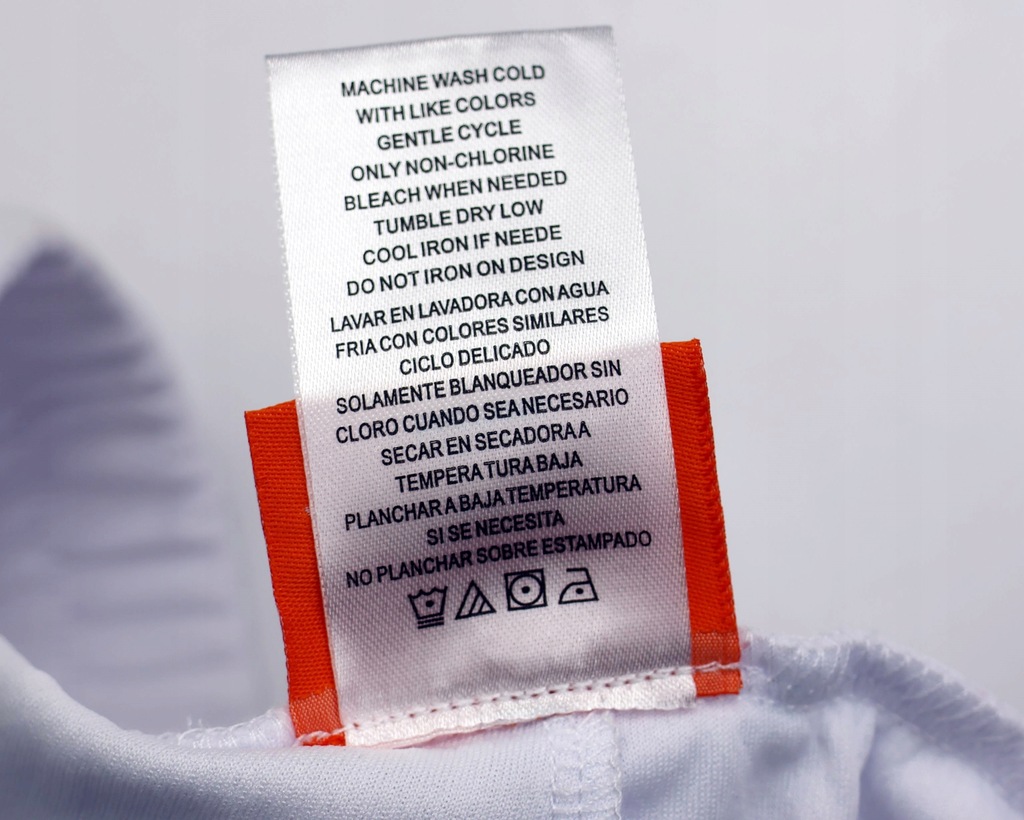 MACHINE WASH COLD
WITH LIKE COLORS
GENTLE CYCLE
ONLY NON-CHLORINE
BLEACH WHEN NEEDED
TUMBLE DRY LOW
COOL IRON IF NEEDE
DO NOT IRON ON DESIGN
LAVAR EN LAVADORA CON AGUA
FRIA CON COLORES SIMILARES
CICLO DELICADO
SOLAMENTE BLANQUEADOR SIN
CLORO CUANDO SEA NECESARIO
SECAR EN SECADORA A
TEMPERATURA BAJA
PLANCHAR A BAJA TEMPERATURA
SI SE NECESITA
NO PLANCHAR SOBRE ESTAMPADO